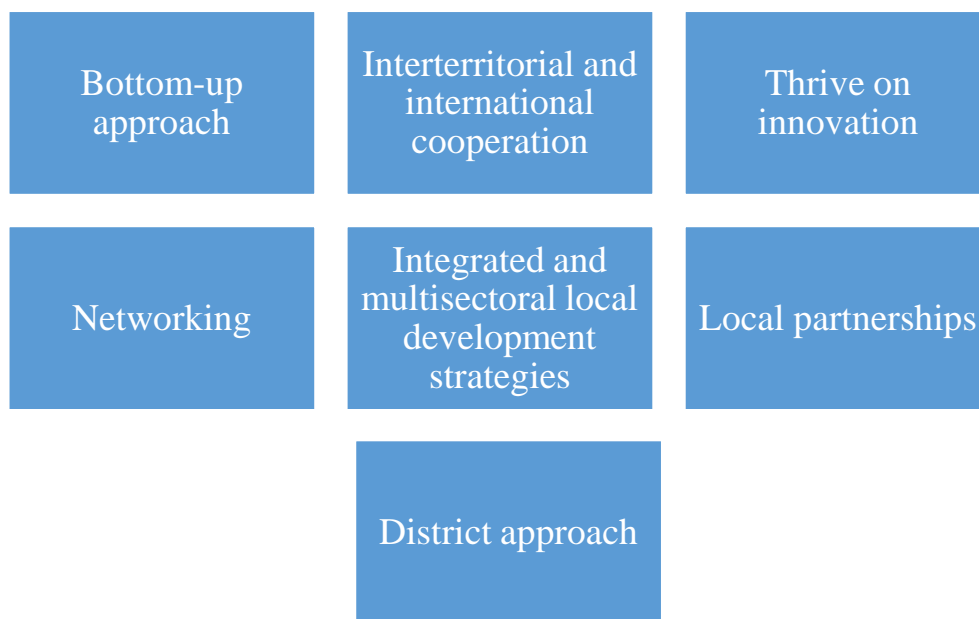 Bottom-up
approach
Interterritorial and
international
cooperation
Thrive on
innovation
Networking
Integrated and
multisectoral local
development
strategies
Local partnerships
District approach